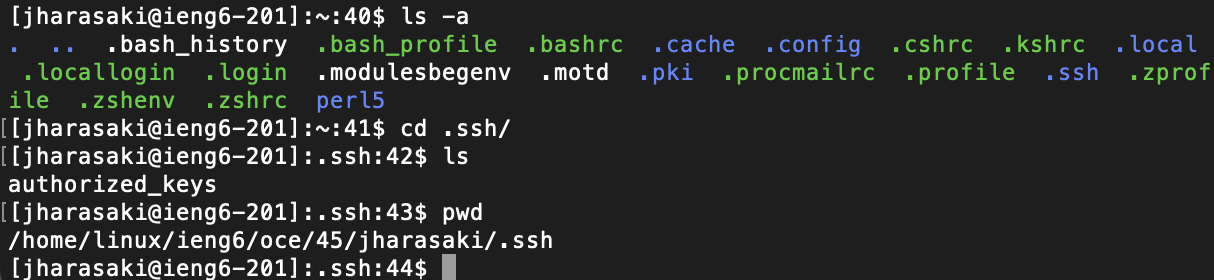 [jharasaki@ieng6-201]:~:40$ ls -a
. .. .bash_history .bash_profile .bashrc .cache .config .cshrc .kshrc .local
.locallogin .login .modulesbegenv .motd .pki .procmailrc .profile .ssh .zprof
ile .zshenv .zshrc perl5
[[jharasaki@ieng6-201]:~:41$ cd .ssh/
[[jharasaki@ieng6-201]:.ssh:42$ ls
authorized_keys
[[jharasaki@ieng6-201]:.ssh:43$ pwd
/home/linux/ieng6/oce/45/jharasaki/.ssh
[jharasaki@ieng6-201]:.ssh:44$